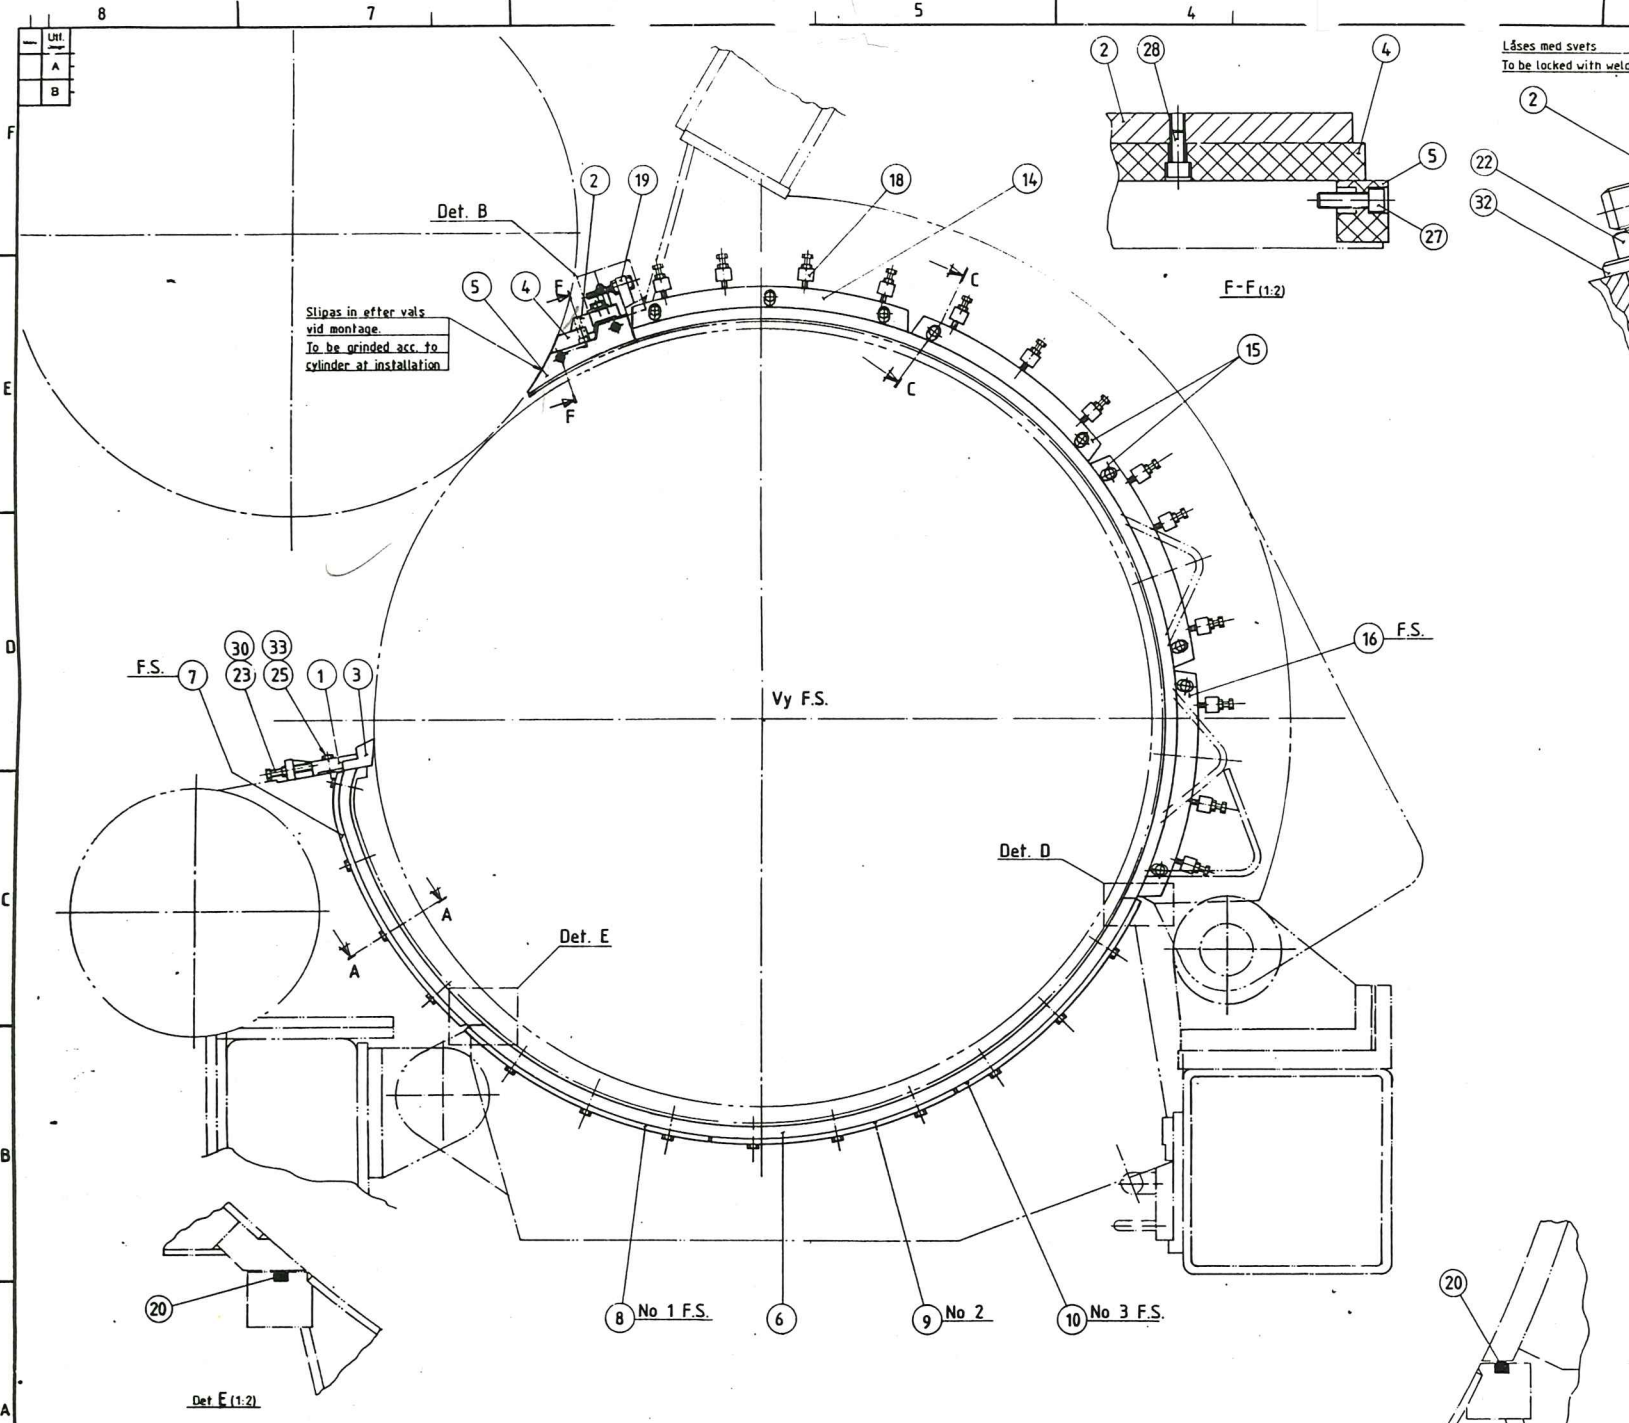 8 7 5 4
Utf.
A
B
F
E
D
C
B
A
2 28 4
Låses med svets
To be locked with weld
2
5
22
32
27
F-F (1:2)
2 19 18 14
Det. B
5 4
F
C
Slipas in efter vals
vid montage.
To be grinded acc. to
cylinder at installation
15
C
F
30 33
F.S. 7 23 25 1 3
16 F.S.
Vy F.S.
Det. D
A
A
Det. E
20
8 No 1 F.S.
6
9 No 2
10 No 3 F.S.
20
Det E (1:2)